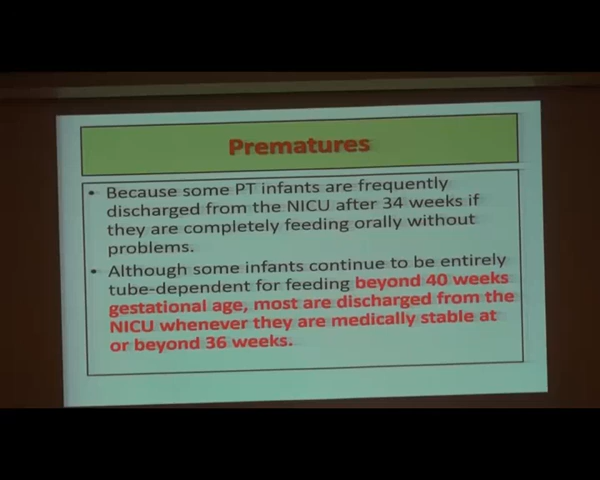 Prematures
• Because some PT infants are frequently
discharged from the NICU after 34 weeks if
they are completely feeding orally without
problems.
• Although some infants continue to be entirely
tube-dependent for feeding beyond 40 weeks
gestational age, most are discharged from the
NICU whenever they are medically stable at
or beyond 36 weeks.